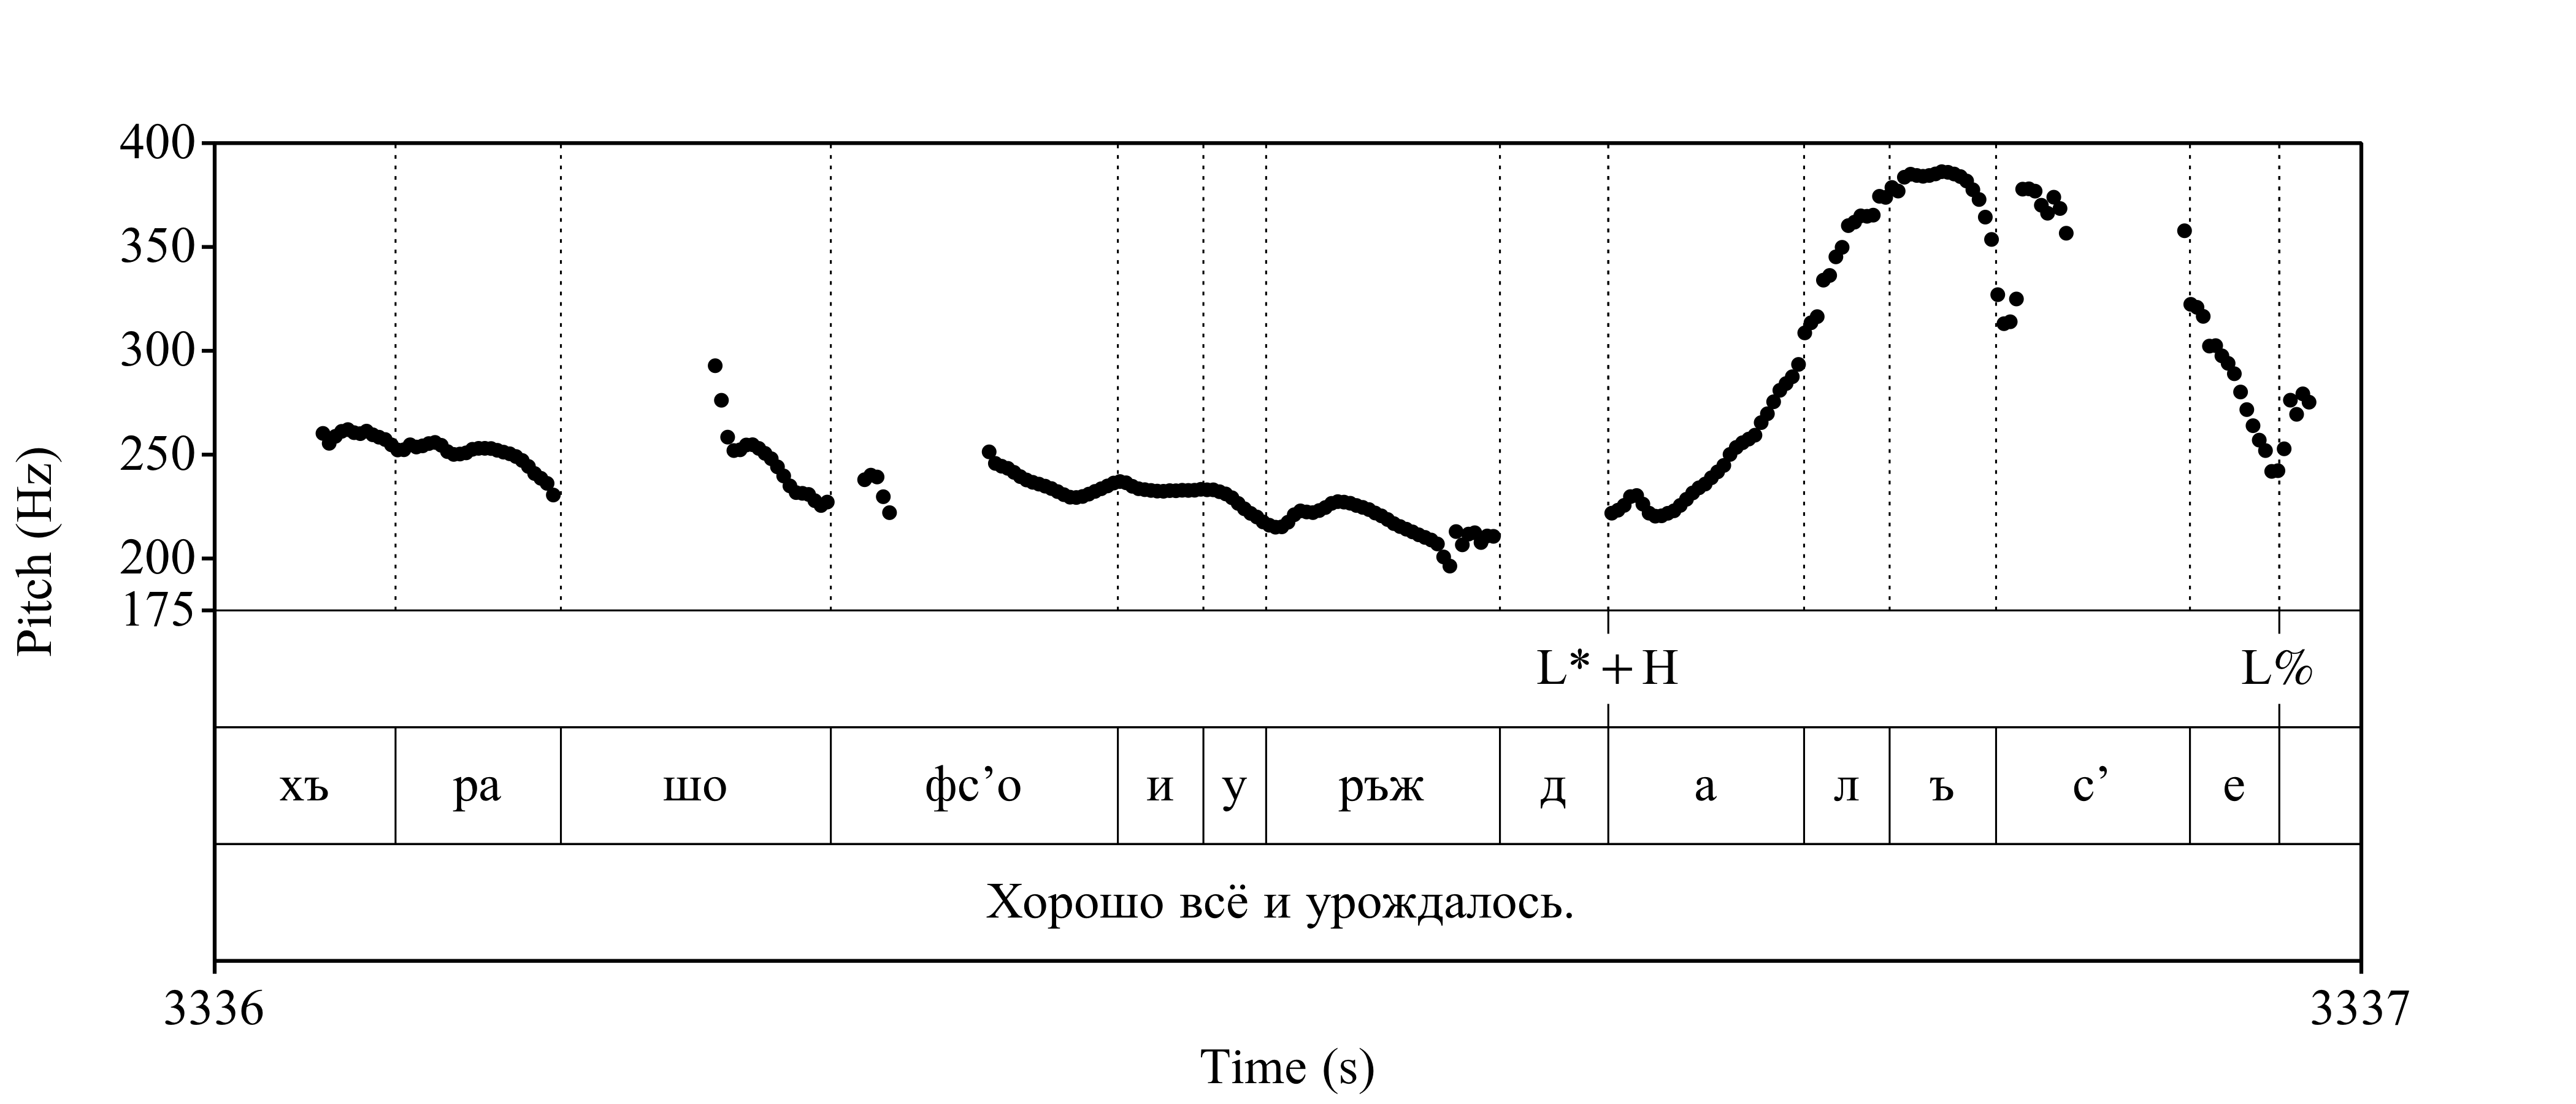 400
350
300
250
200
175
Pitch (Hz)
L* + H L%
хъ ра шо фс’о и у ръж д а л ъ с’ е
Хорошо всё и урождалось.
3336 3337
Time (s)